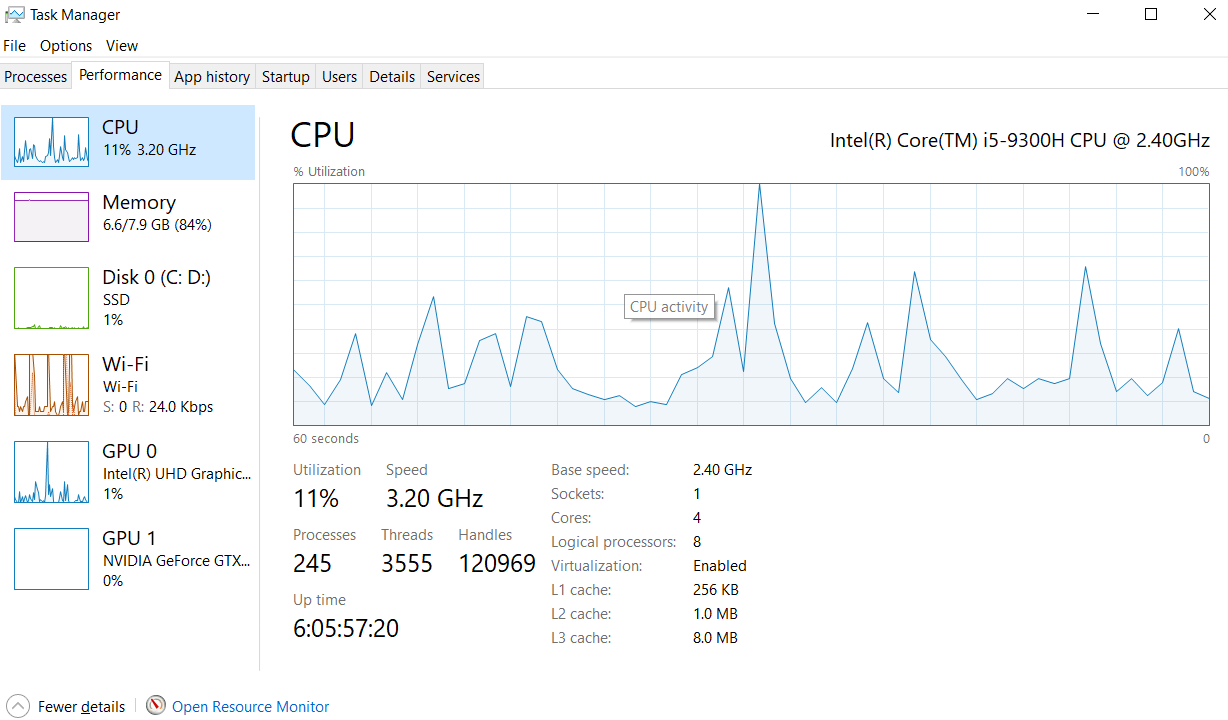 Task Manager
File Options View
Processes Performance App history Startup Users Details Services
CPU
11% 3.20 GHz
Memory
6.6/7.9 GB (84%)
Disk 0 (C: D:)
SSD
1%
Wi-Fi
Wi-Fi
S: 0 R: 24.0 Kbps
GPU 0
Intel(R) UHD Graphic...
1%
GPU 1
NVIDIA GeForce GTX...
0%
CPU
Intel(R) Core(TM) i5-9300H CPU @ 2.40GHz
% Utilization 100%
CPU activity
60 seconds 0
Utilization Speed
11% 3.20 GHz
Processes Threads Handles
245 3555 120969
Up time
6:05:57:20
Base speed: 2.40 GHz
Sockets: 1
Cores: 4
Logical processors: 8
Virtualization: Enabled
L1 cache: 256 KB
L2 cache: 1.0 MB
L3 cache: 8.0 MB
Fewer details Open Resource Monitor